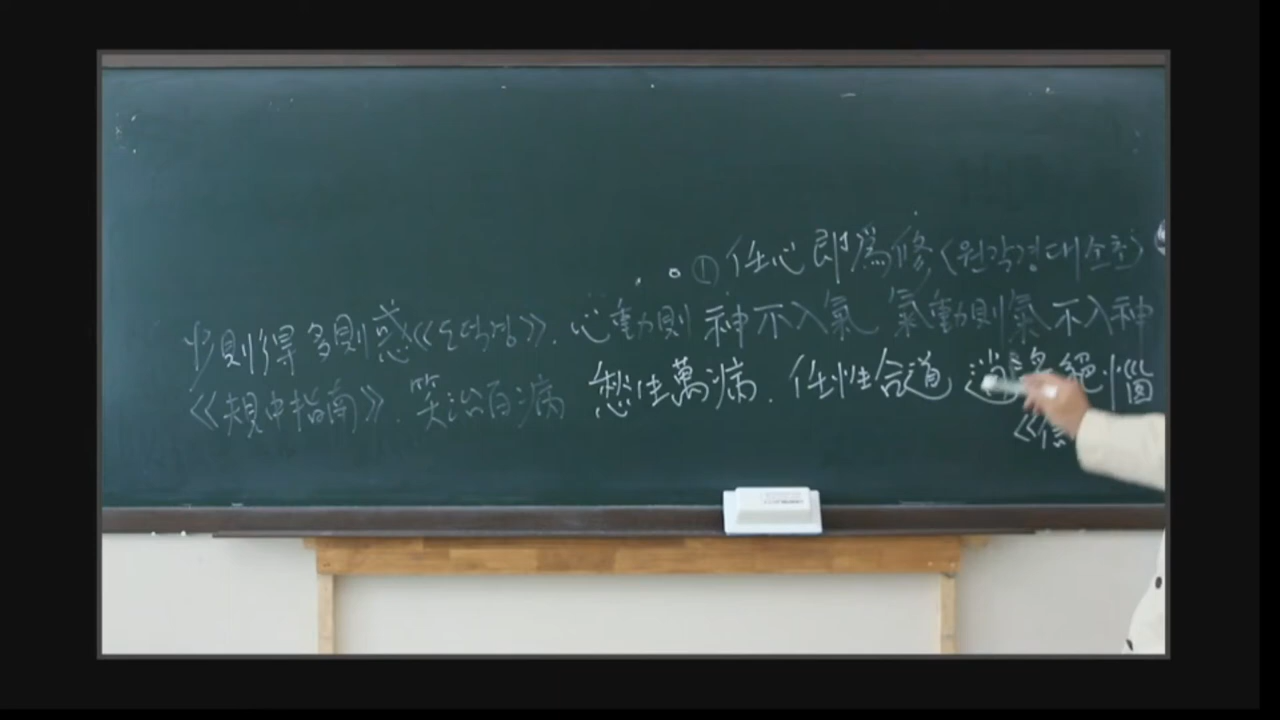 ① 任心即爲修〈원각경대소초〉
少則得 多則惑《도덕경》. 心動則神不入氣 氣動則氣不入神
《規中指南》. 笑治百病 愁生萬病. 任性合道 逍遙絕惱
《信